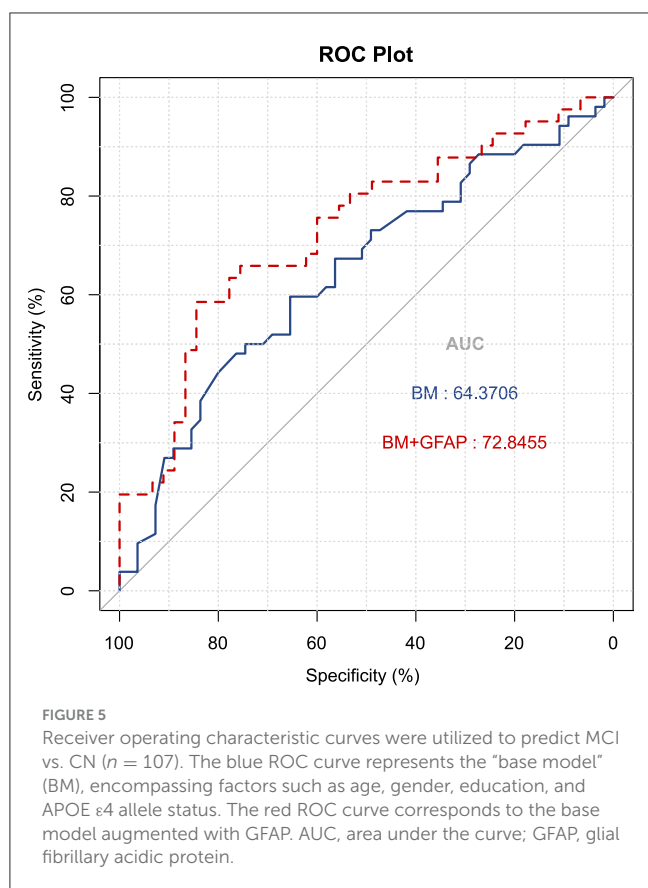 ROC Plot
Sensitivity (%)
100
80
60
40
20
0
AUC
BM : 64.3706
BM+GFAP : 72.8455
100 80 60 40 20 0
Specificity (%)
FIGURE 5
Receiver operating characteristic curves were utilized to predict MCI
vs. CN (n = 107). The blue ROC curve represents the “base model”
(BM), encompassing factors such as age, gender, education, and
APOE ε4 allele status. The red ROC curve corresponds to the base
model augmented with GFAP. AUC, area under the curve; GFAP, glial
fibrillary acidic protein.